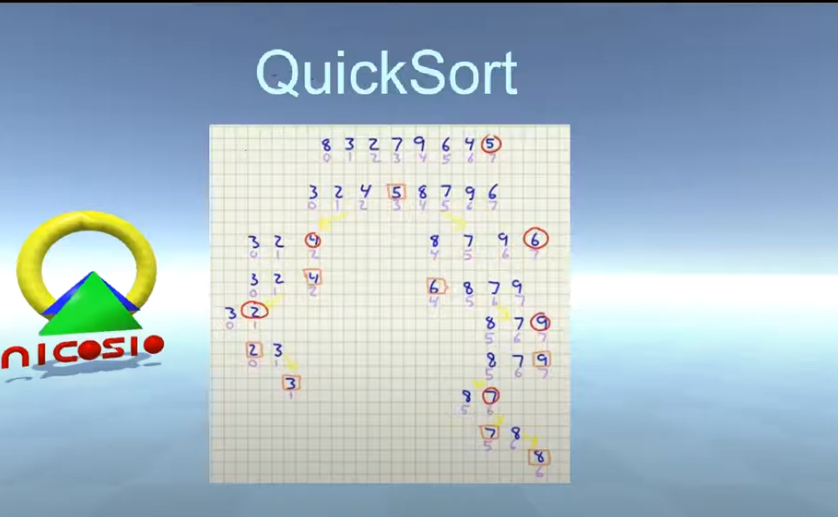 QuickSort
8 3 2 7 9 6 4 5
0 1 2 3 4 5 6 7
3 2 4 5 8 7 9 6
0 1 2 3 4 5 6 7
3 2 4 8 7 9 6
0 1 2 4 5 6 7
3 2 4
0 1 2
6 8 7 9
4 5 6 7
3 2
0 1
8 7 9
5 6 7
2 3
0 1
8 7 9
5 6 7
3
1
8 7
5 6
7 8
5 6
8
6
NICOSIO